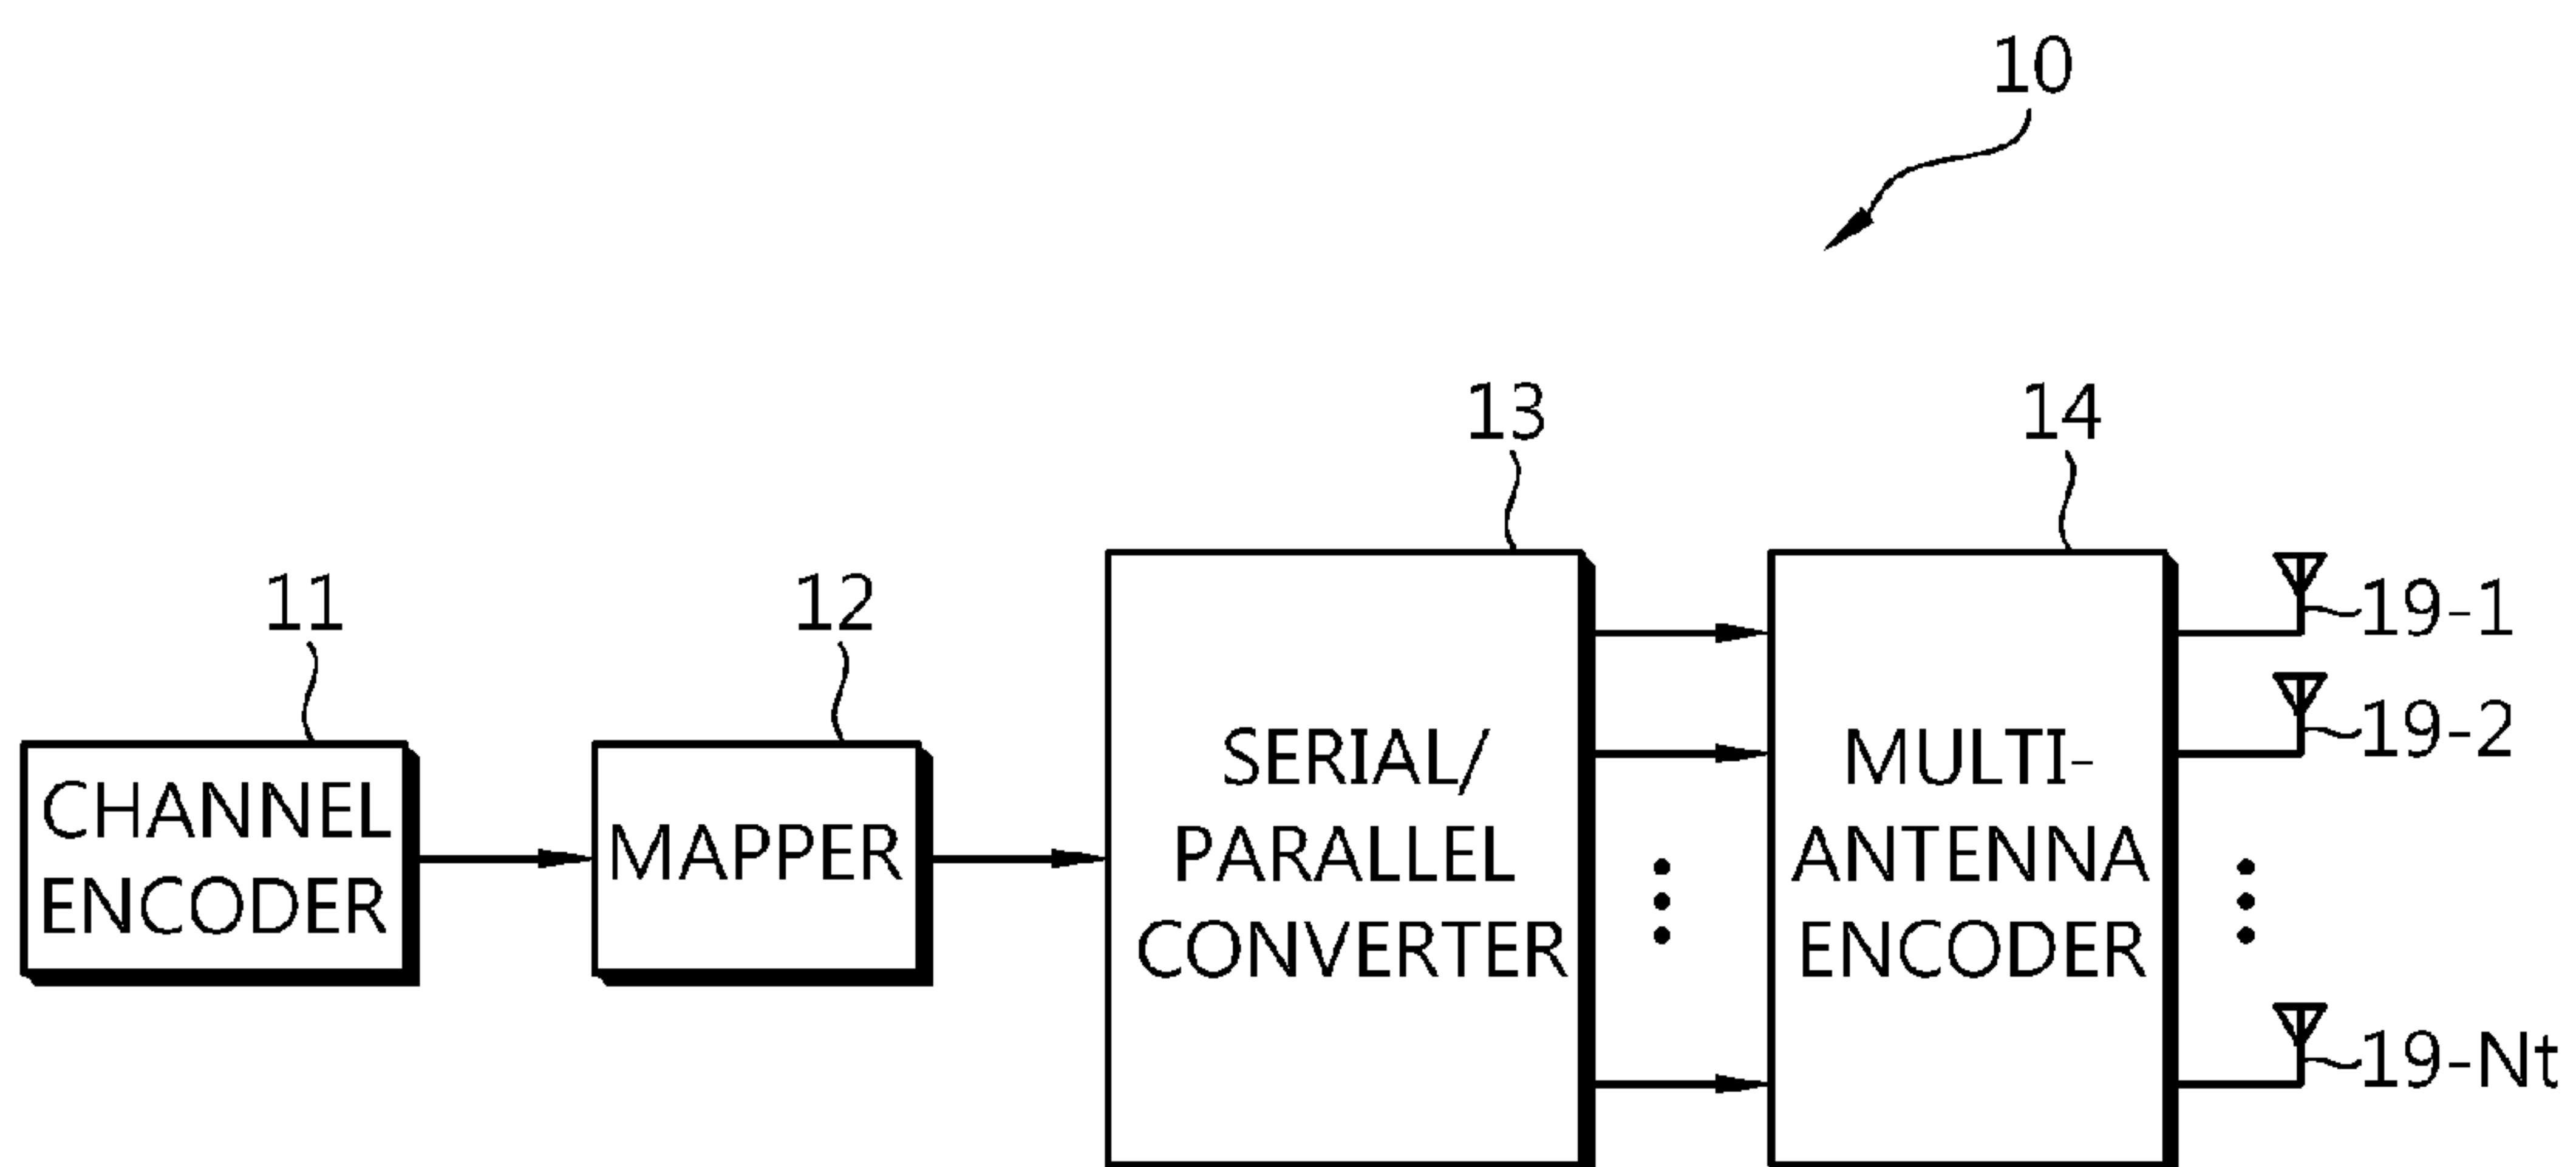 10
13
14
11
12
19-1
19-2
CHANNEL
ENCODER
MAPPER
SERIAL/
PARALLEL
CONVERTER
MULTI-
ANTENNA
ENCODER
19-Nt